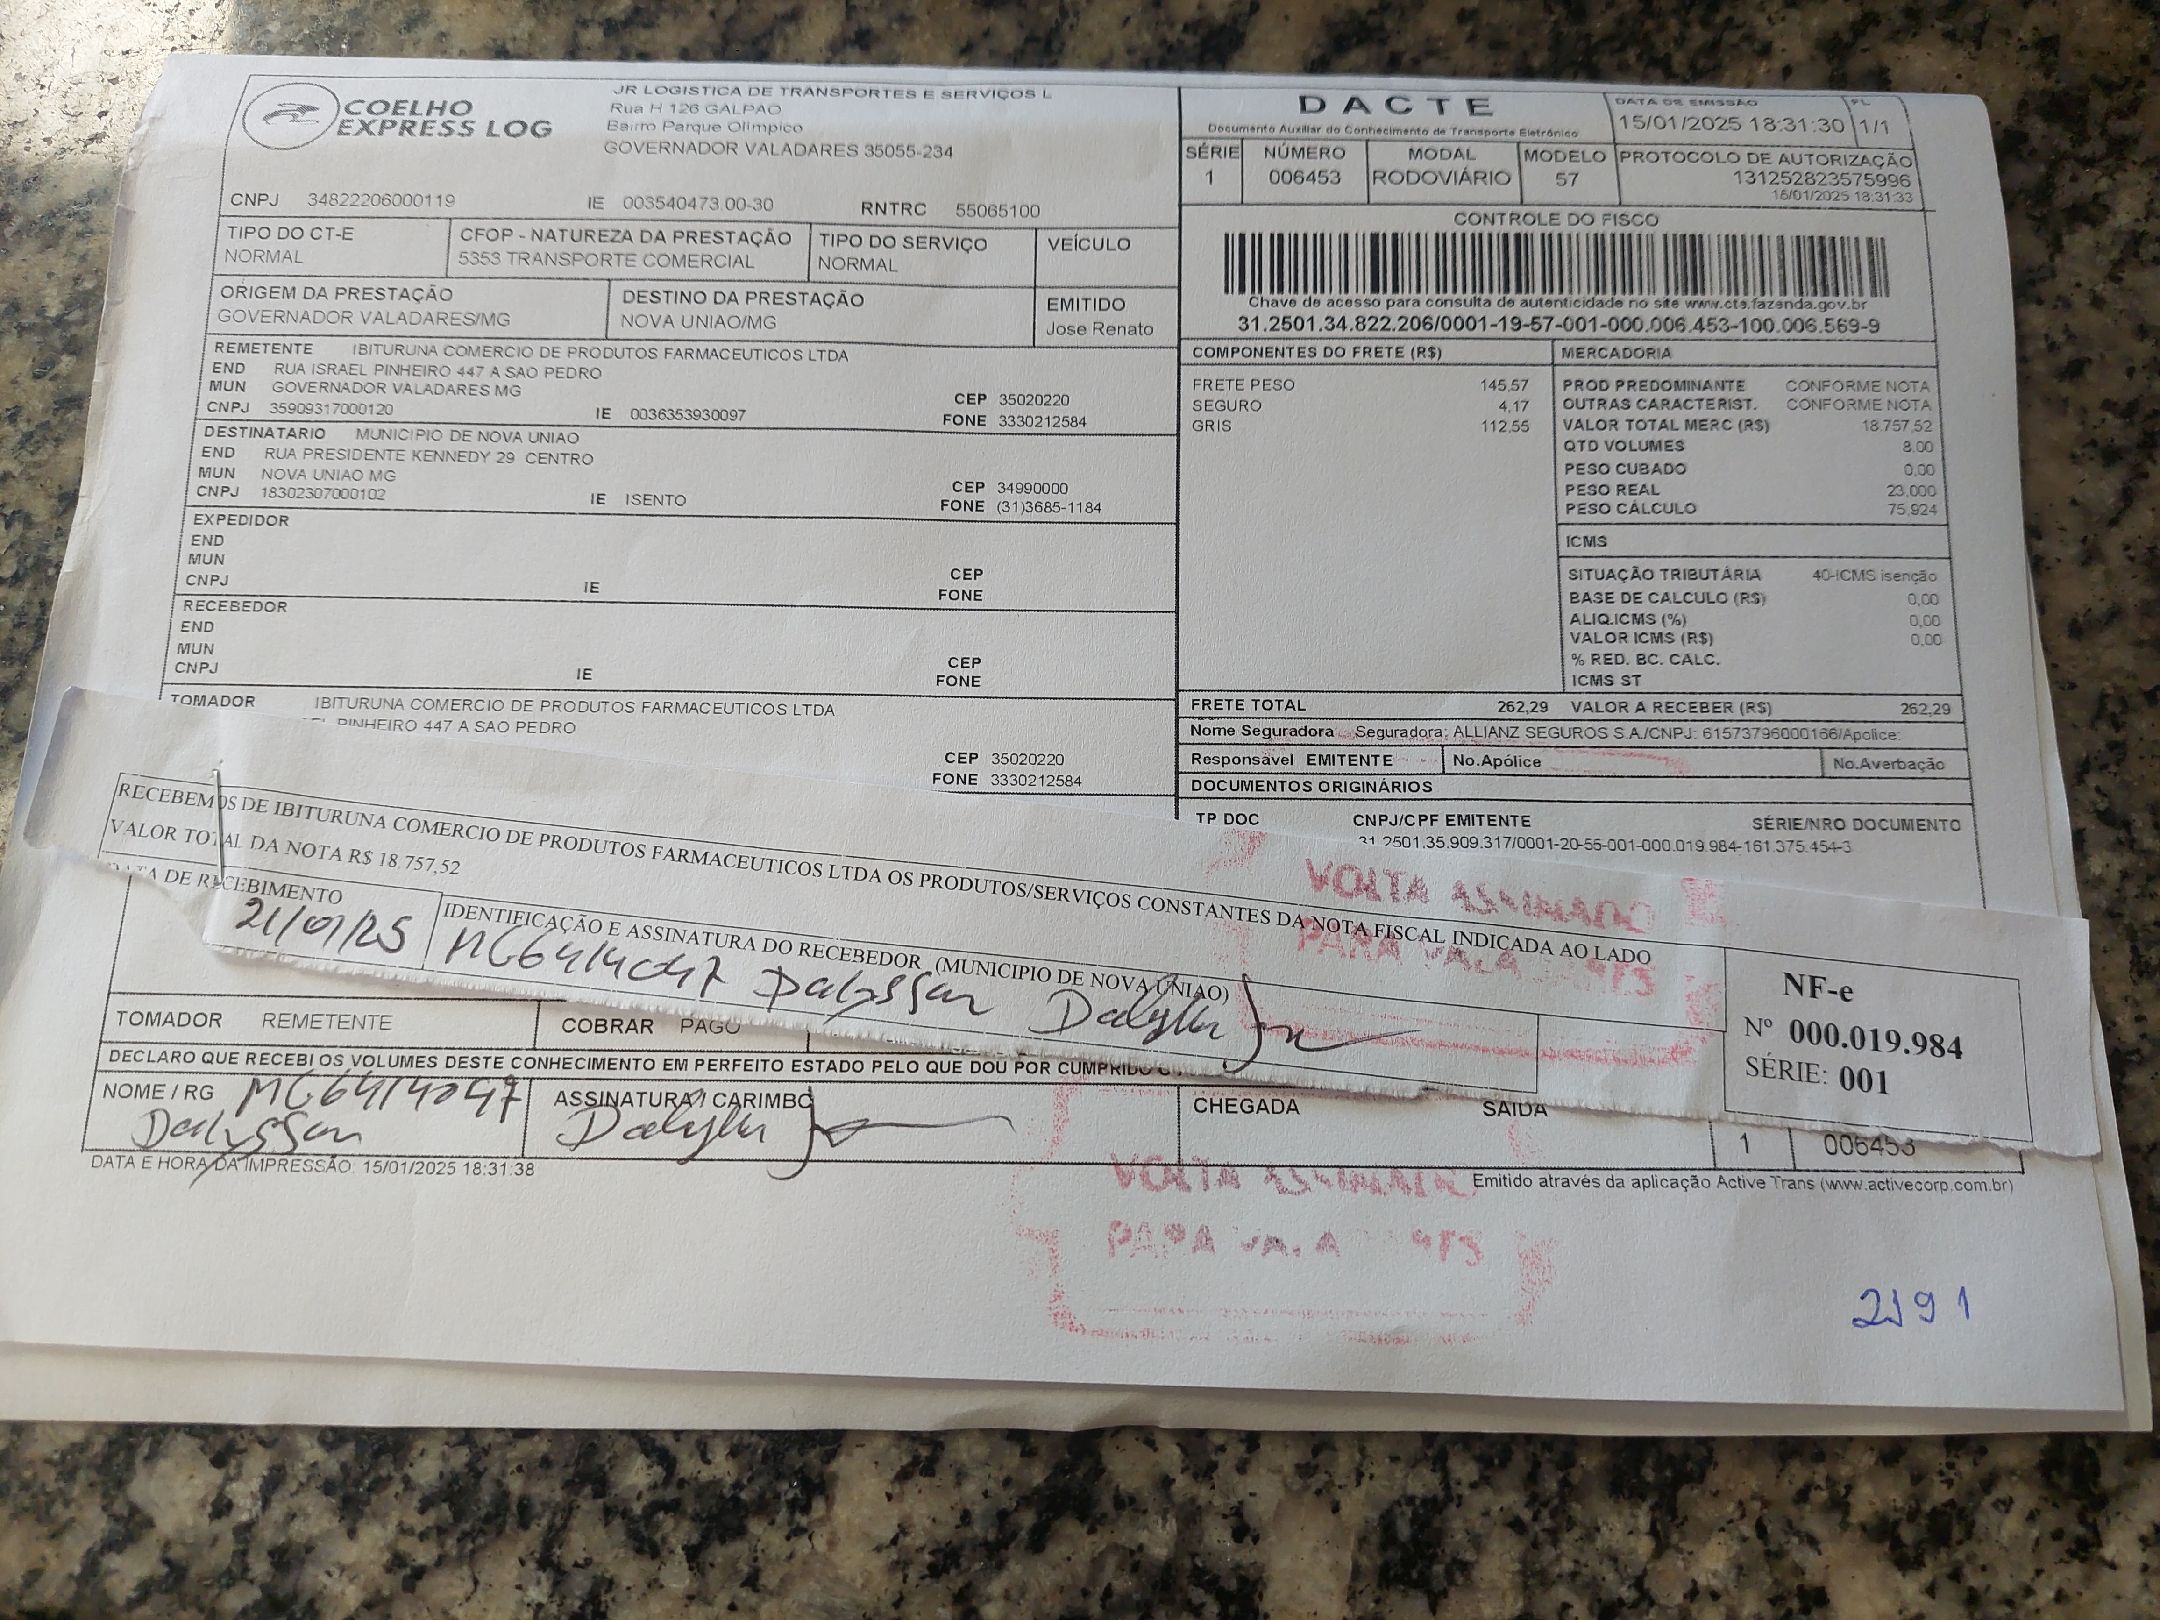 COELHO
EXPRESS LOG
JR LOGISTICA DE TRANSPORTES E SERVIÇOS L
Rua H 126 GALPAO
Bairro Parque Olimpico
GOVERNADOR VALADARES 35055-234
CNPJ 34822206000119 IE 003540473.00-30 RNTRC 55065100
TIPO DO CT-E
NORMAL
CFOP - NATUREZA DA PRESTAÇÃO
5353 TRANSPORTE COMERCIAL
TIPO DO SERVIÇO
NORMAL
VEÍCULO
ORIGEM DA PRESTAÇÃO
GOVERNADOR VALADARES/MG
DESTINO DA PRESTAÇÃO
NOVA UNIAO/MG
EMITIDO
Jose Renato
REMETENTE IBITURUNA COMERCIO DE PRODUTOS FARMACEUTICOS LTDA
END RUA ISRAEL PINHEIRO 447 A SAO PEDRO
MUN GOVERNADOR VALADARES MG CEP 35020220
CNPJ 35909317000120 IE 0036353930097 FONE 3330212584
DESTINATARIO MUNICIPIO DE NOVA UNIAO
END RUA PRESIDENTE KENNEDY 29 CENTRO
MUN NOVA UNIAO MG CEP 34990000
CNPJ 18302307000102 IE ISENTO FONE (31)3685-1184
EXPEDIDOR
END
MUN CEP
CNPJ IE FONE
RECEBEDOR
END
MUN CEP
CNPJ IE FONE
TOMADOR IBITURUNA COMERCIO DE PRODUTOS FARMACEUTICOS LTDA
PINHEIRO 447 A SAO PEDRO
CEP 35020220
FONE 3330212584
DACTE
Documento Auxiliar do Conhecimento de Transporte Eletrônico
DATA DE EMISSÃO
15/01/2025 18:31:30
FL
1/1
SÉRIE
1
NÚMERO
006453
MODAL
RODOVIÁRIO
MODELO
57
PROTOCOLO DE AUTORIZAÇÃO
131252823575996
15/01/2025 18:31:33
CONTROLE DO FISCO
Chave de acesso para consulta de autenticidade no site www.cte.fazenda.gov.br
31.2501.34.822.206/0001-19-57-001-000.006.453-100.006.569-9
COMPONENTES DO FRETE (R$)
FRETE PESO 145,57
SEGURO 4,17
GRIS 112,55
MERCADORIA
PROD PREDOMINANTE CONFORME NOTA
OUTRAS CARACTERIST. CONFORME NOTA
VALOR TOTAL MERC (R$) 18.757,52
QTD VOLUMES 8,00
PESO CUBADO 0,00
PESO REAL 23,000
PESO CÁLCULO 75,924
ICMS
SITUAÇÃO TRIBUTÁRIA 40-ICMS isenção
BASE DE CALCULO (R$) 0,00
ALIQ.ICMS (%) 0,00
VALOR ICMS (R$) 0,00
% RED. BC. CALC.
ICMS ST
FRETE TOTAL 262,29 VALOR A RECEBER (R$) 262,29
Nome Seguradora Seguradora: ALLIANZ SEGUROS S.A./CNPJ: 61573796000166/Apolice:
Responsável EMITENTE No.Apólice No.Averbação
DOCUMENTOS ORIGINÁRIOS
TP DOC CNPJ/CPF EMITENTE SÉRIE/NRO DOCUMENTO
31.2501.35.909.317/0001-20-55-001-000.019.984-161.375.454-3
RECEBEMOS DE IBITURUNA COMERCIO DE PRODUTOS FARMACEUTICOS LTDA OS PRODUTOS/SERVIÇOS CONSTANTES DA NOTA FISCAL INDICADA AO LADO
VALOR TOTAL DA NOTA R$ 18.757,52
DATA DE RECEBIMENTO
21/01/25
IDENTIFICAÇÃO E ASSINATURA DO RECEBEDOR (MUNICIPIO DE NOVA UNIAO)
MG6414047 Dalysson
NF-e
Nº 000.019.984
SÉRIE: 001
VOLTA ASSINADO
PARA VALADARES
TOMADOR REMETENTE COBRAR PAGO
DECLARO QUE RECEBI OS VOLUMES DESTE CONHECIMENTO EM PERFEITO ESTADO PELO QUE DOU POR CUMPRIDO O
NOME / RG MG6414047
Dalysson
ASSINATURA / CARIMBO
CHEGADA SAIDA
1 006453
DATA E HORA DA IMPRESSÃO: 15/01/2025 18:31:38
Emitido através da aplicação Active Trans (www.activecorp.com.br)
VOLTA ASSINADO
PARA VALADARES
2191